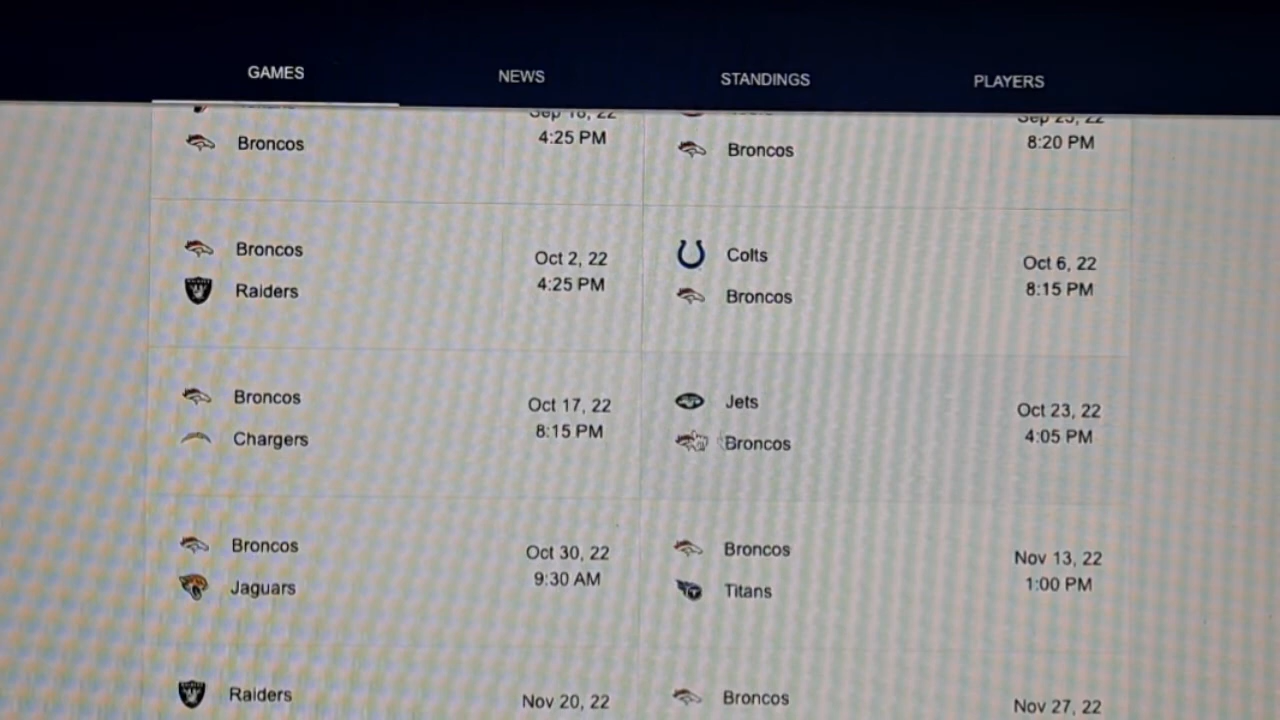 GAMES NEWS STANDINGS PLAYERS
Broncos 4:25 PM
Broncos 8:20 PM
Broncos Oct 2, 22
Raiders 4:25 PM
Colts Oct 6, 22
Broncos 8:15 PM
Broncos Oct 17, 22
Chargers 8:15 PM
Jets Oct 23, 22
Broncos 4:05 PM
Broncos Oct 30, 22
Jaguars 9:30 AM
Broncos Nov 13, 22
Titans 1:00 PM
Raiders Nov 20, 22
Broncos Nov 27, 22